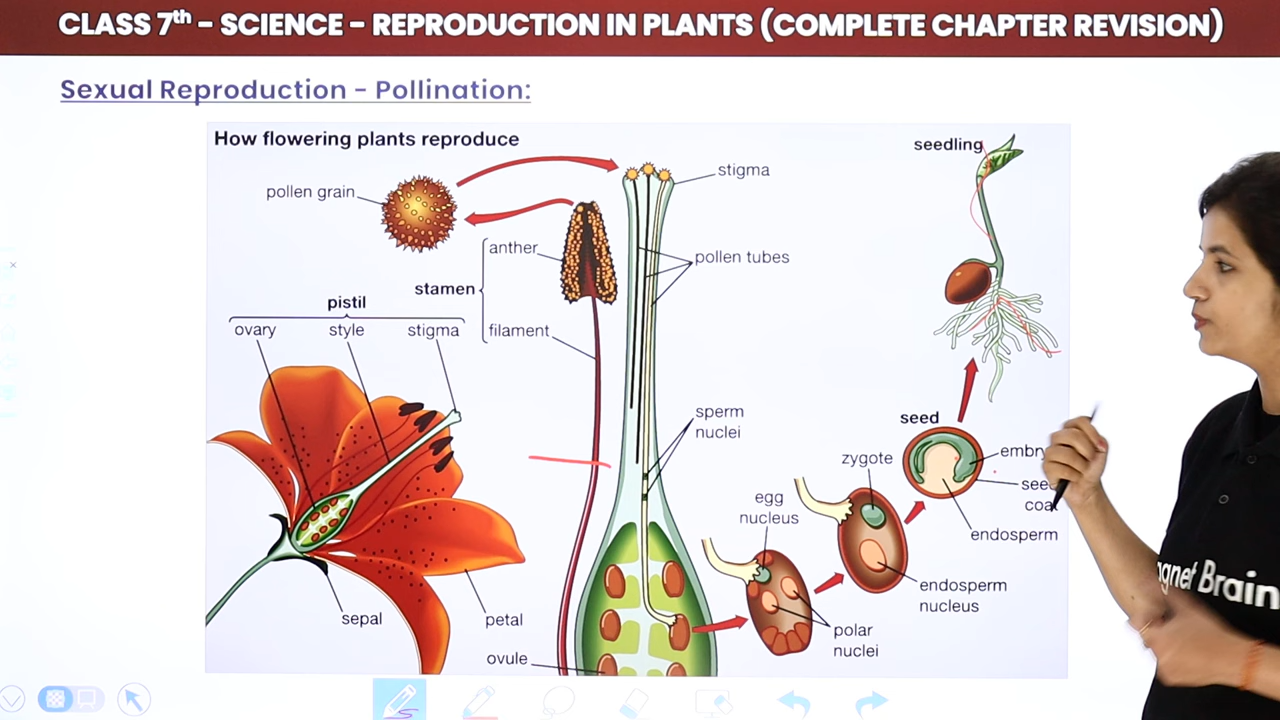 CLASS 7th – SCIENCE – REPRODUCTION IN PLANTS (COMPLETE CHAPTER REVISION)
Sexual Reproduction – Pollination:
How flowering plants reproduce
pollen grain
stigma
seedling
anther
pollen tubes
stamen
pistil
ovary style stigma
filament
sperm
nuclei
seed
zygote
egg
nucleus
endosperm
endosperm
nucleus
sepal
petal
polar
nuclei
ovule
Brain